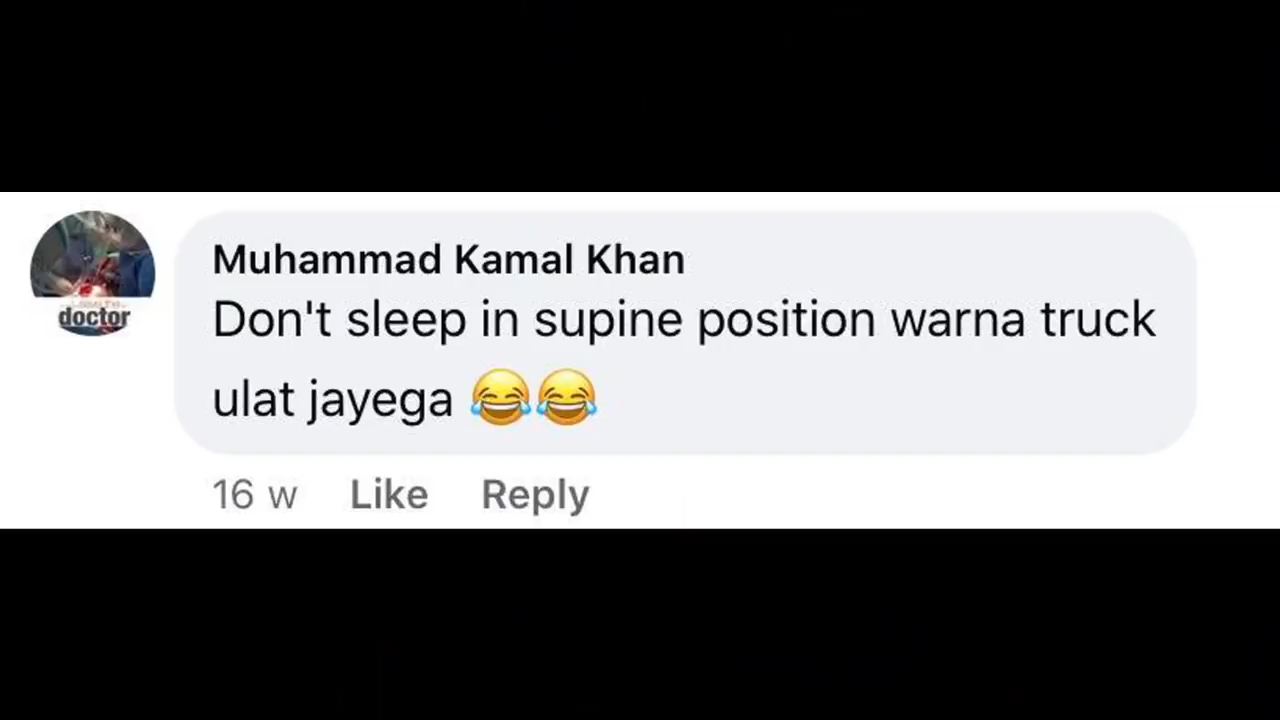 Muhammad Kamal Khan
Don't sleep in supine position warna truck
ulat jayega 😂😂
doctor
16 w Like Reply